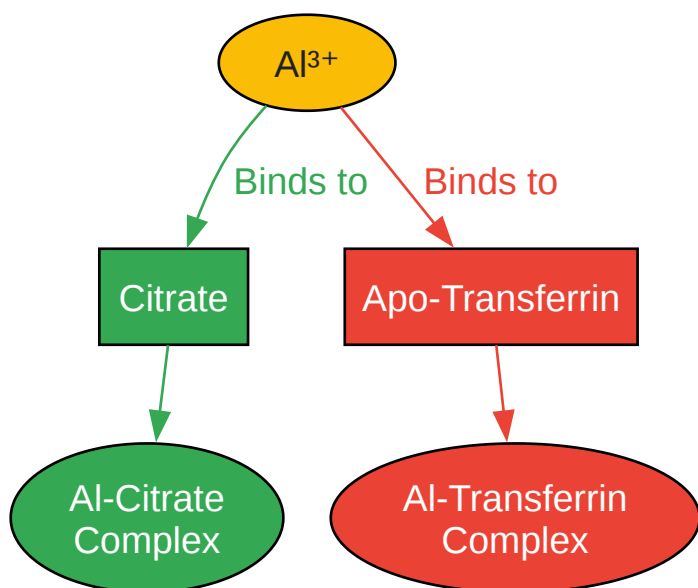 Al³⁺
Binds to
Binds to
Citrate
Apo-Transferrin
Al-Citrate
Complex
Al-Transferrin
Complex